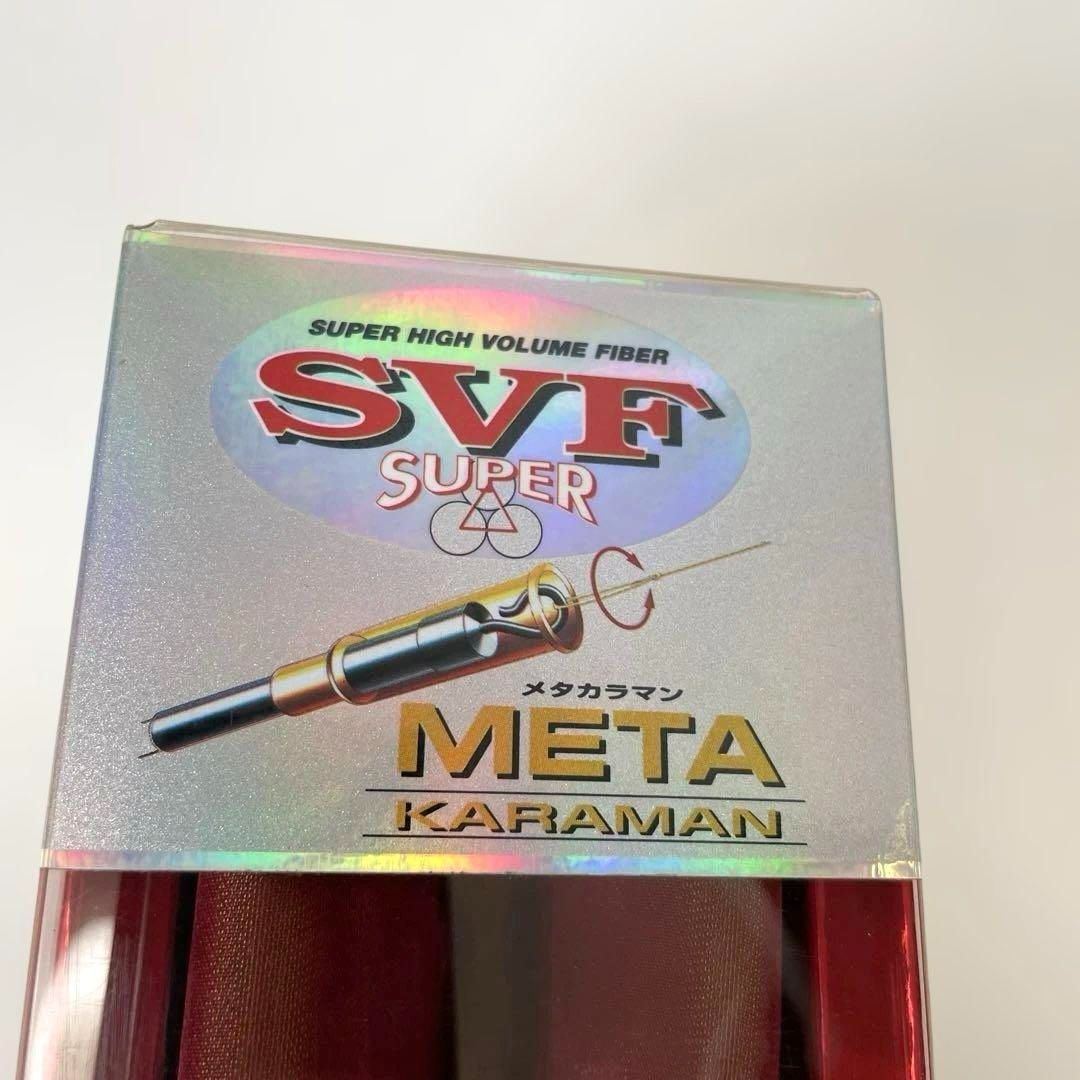 SUPER HIGH VOLUME FIBER
SVF
SUPER
メタカラマン
META
KARAMAN